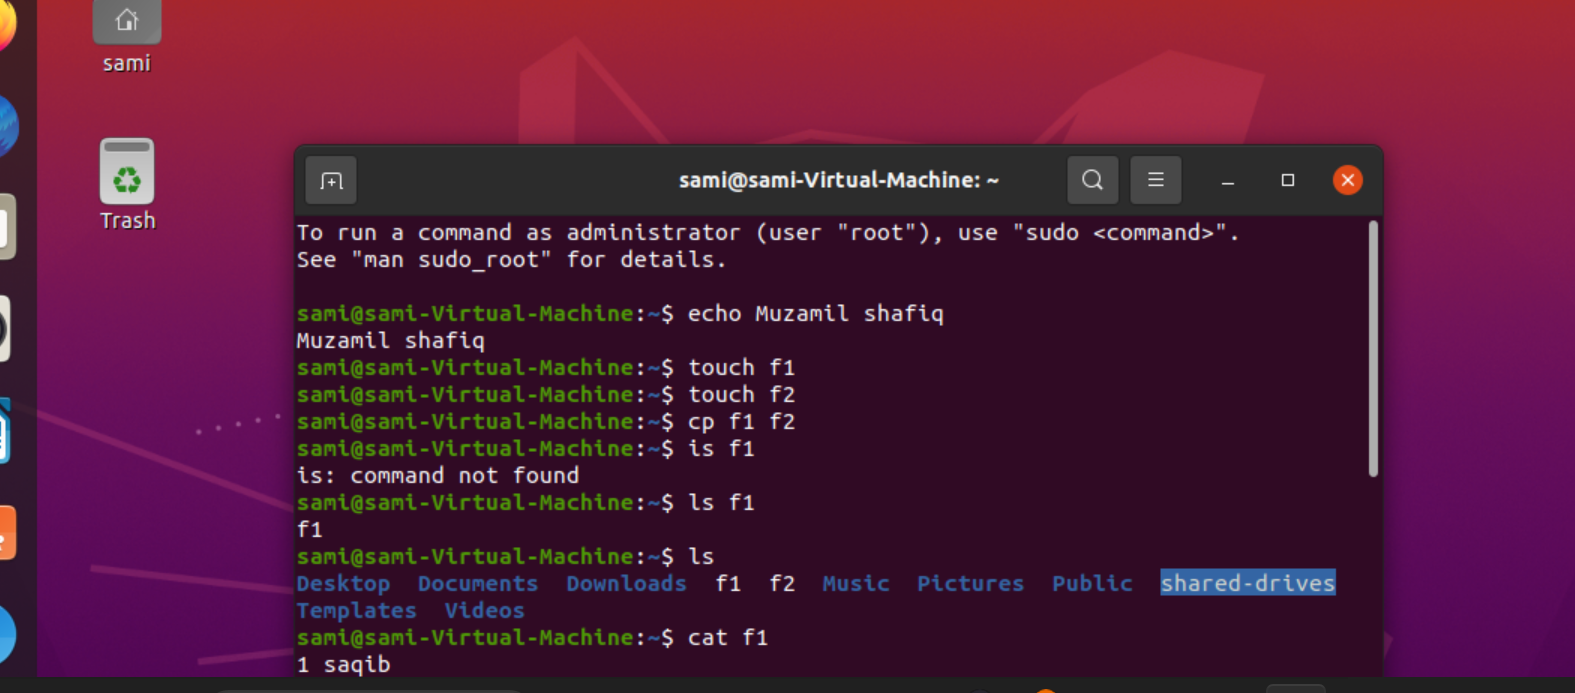 sami
Trash
sami@sami-Virtual-Machine: ~
To run a command as administrator (user "root"), use "sudo <command>".
See "man sudo_root" for details.
sami@sami-Virtual-Machine:~$ echo Muzamil shafiq
Muzamil shafiq
sami@sami-Virtual-Machine:~$ touch f1
sami@sami-Virtual-Machine:~$ touch f2
sami@sami-Virtual-Machine:~$ cp f1 f2
sami@sami-Virtual-Machine:~$ is f1
is: command not found
sami@sami-Virtual-Machine:~$ ls f1
f1
sami@sami-Virtual-Machine:~$ ls
Desktop Documents Downloads f1 f2 Music Pictures Public shared-drives
Templates Videos
sami@sami-Virtual-Machine:~$ cat f1
1 saqib